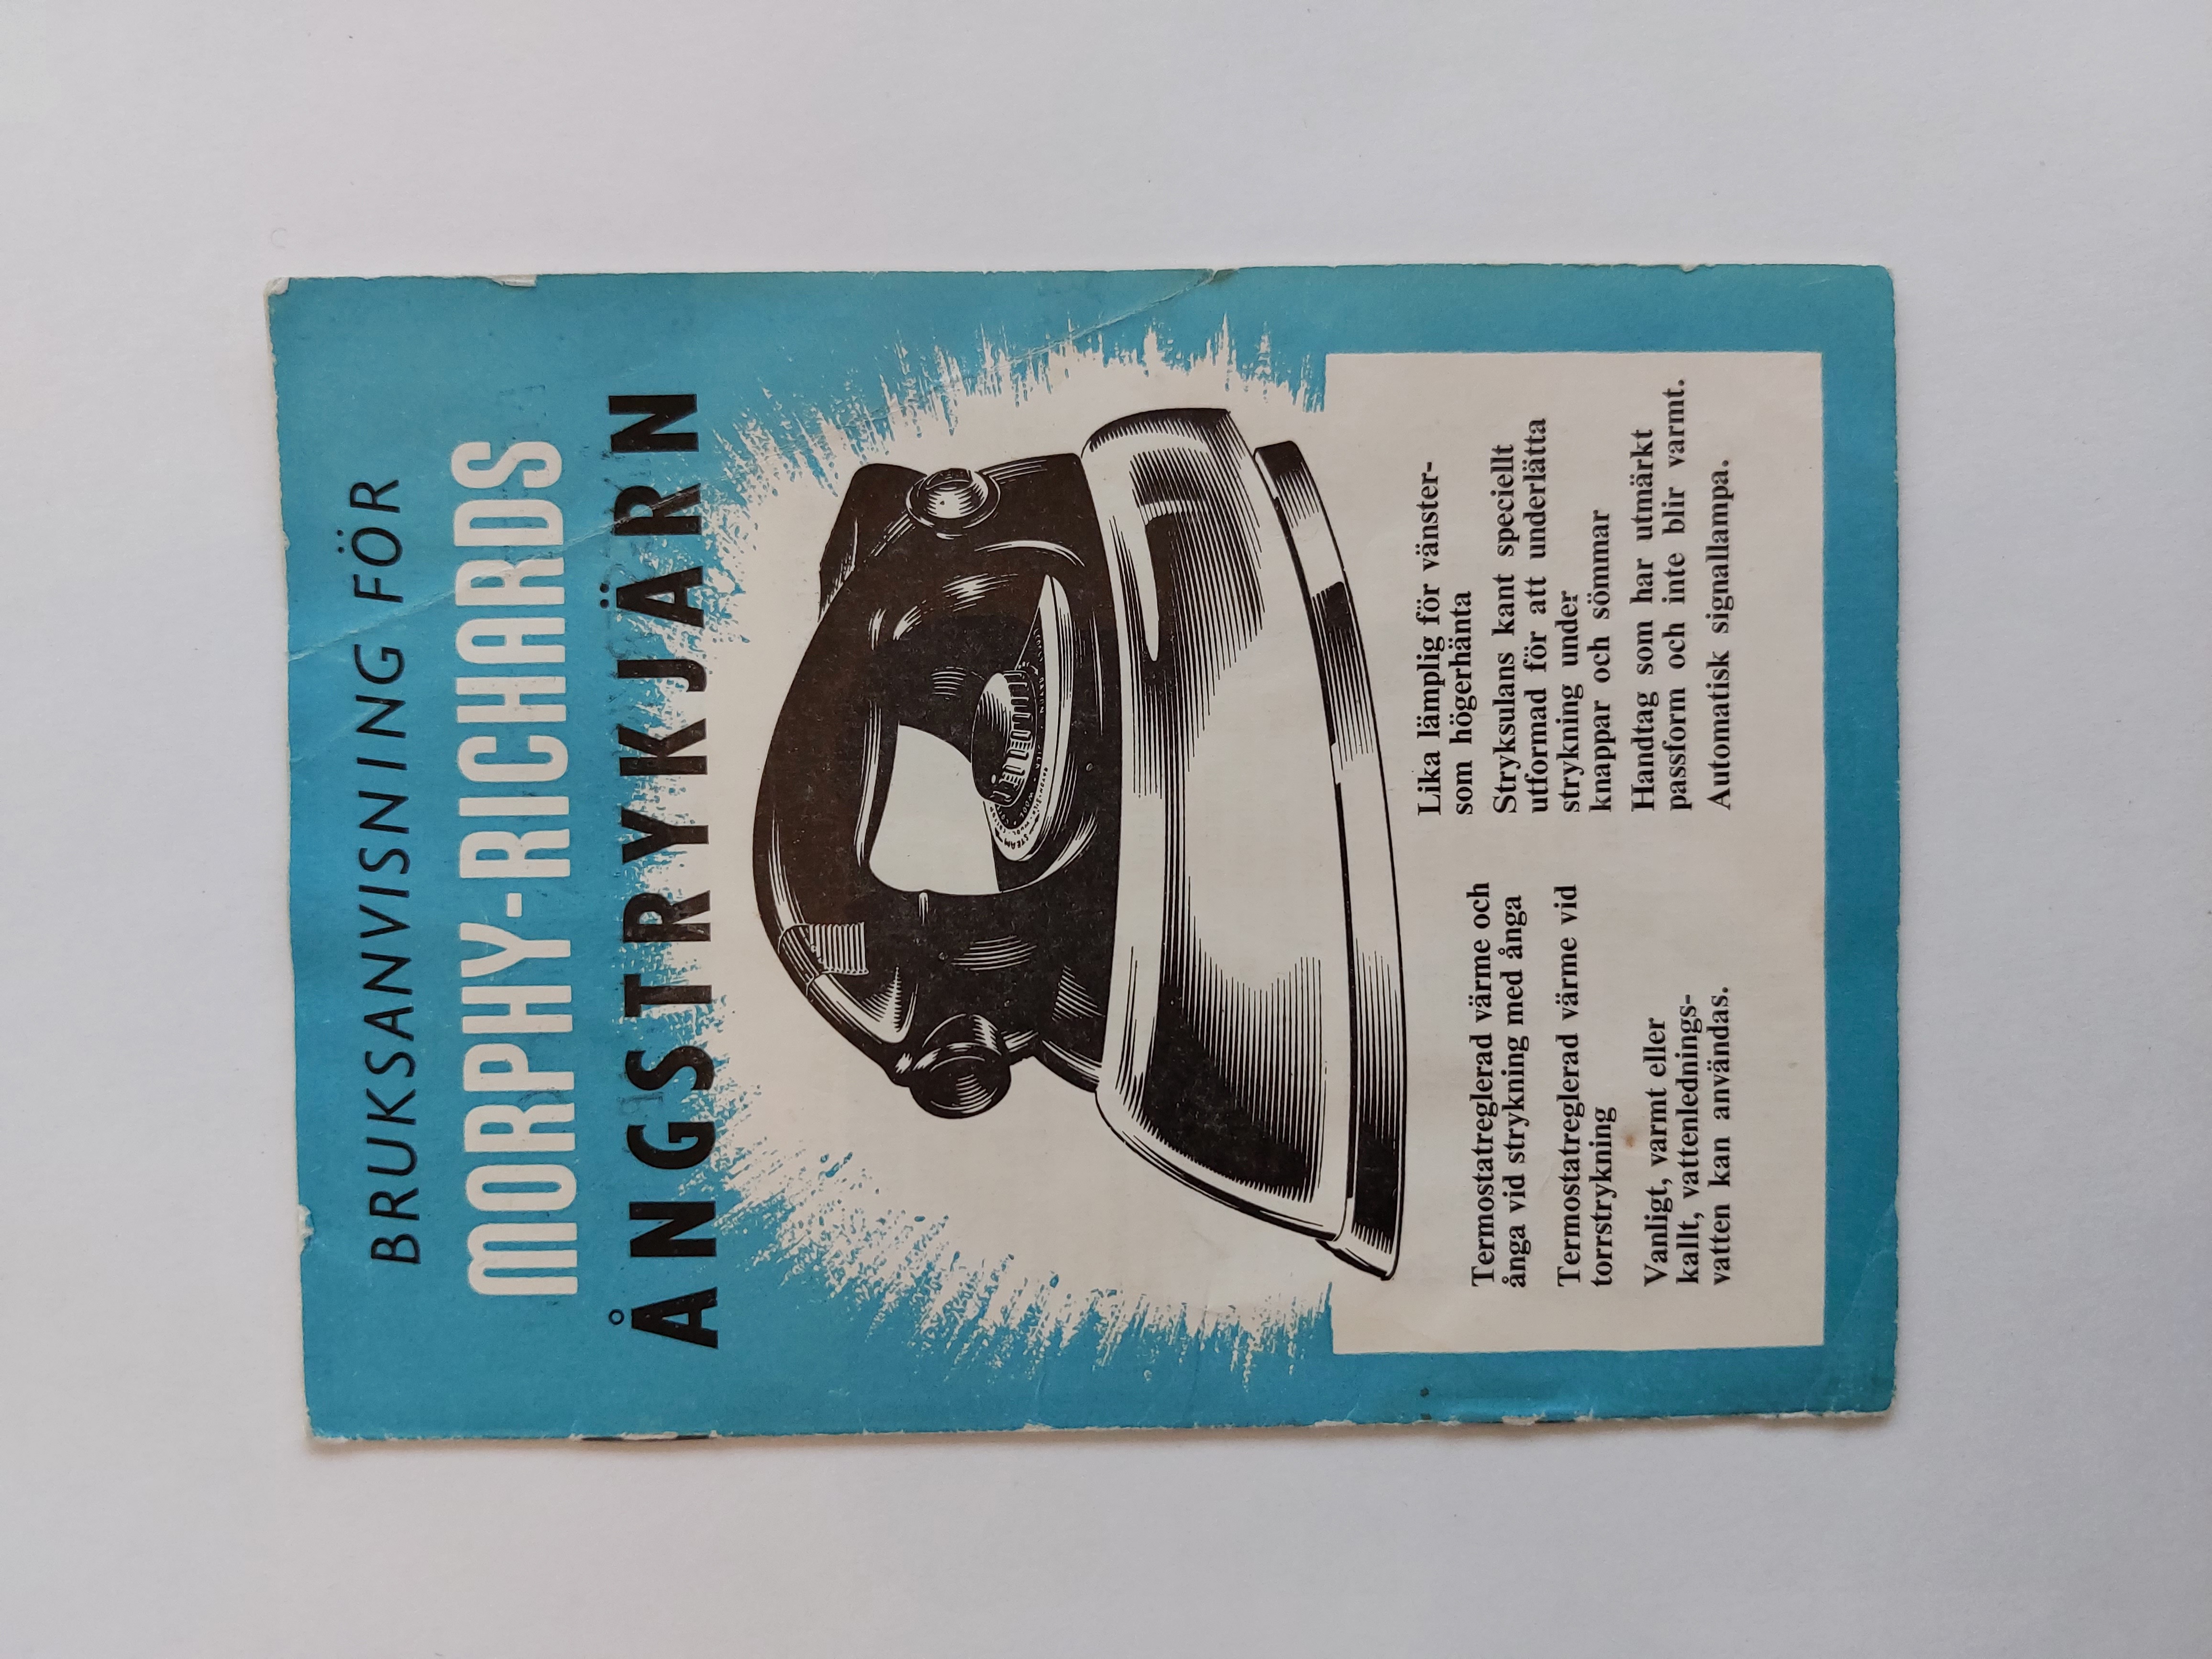 BRUKSANVISNING FÖR
MORPHY-RICHARDS
ÅNGSTRYKJÄRN
Termostatreglerad värme och
ånga vid strykning med ånga
Termostatreglerad värme vid
torrstrykning
Vanligt, varmt eller
kallt, vattenlednings-
vatten kan användas.
Lika lämplig för vänster-
som högerhänta
Stryksulans kant speciellt
utformad för att underlätta
strykning under
knappar och sömmar
Handtag som har utmärkt
passform och inte blir varmt.
Automatisk signallampa.